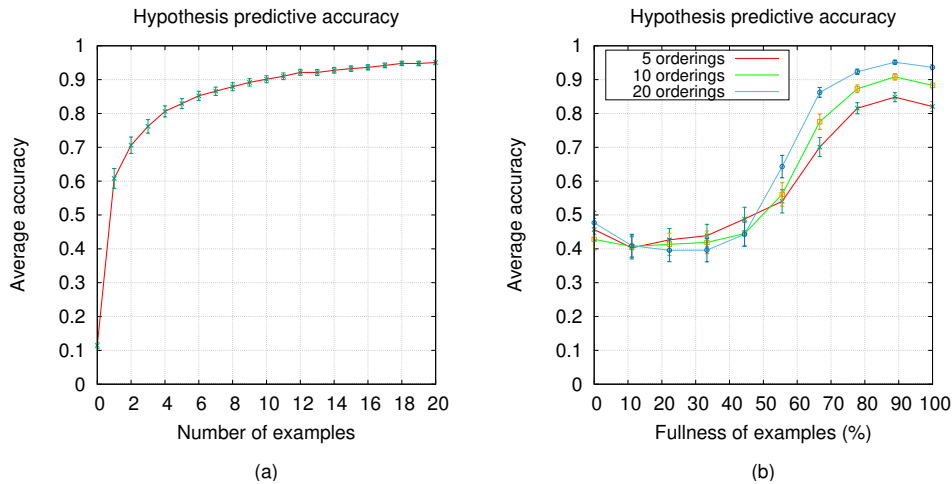 Hypothesis predictive accuracy
1
0.9
0.8
0.7
0.6
0.5
0.4
0.3
0.2
0.1
0
Average accuracy
0 2 4 6 8 10 12 14 16 18 20
Number of examples
(a)
Hypothesis predictive accuracy
5 orderings
10 orderings
20 orderings
1
0.9
0.8
0.7
0.6
0.5
0.4
0.3
0.2
0.1
0
Average accuracy
0 10 20 30 40 50 60 70 80 90 100
Fullness of examples (%)
(b)